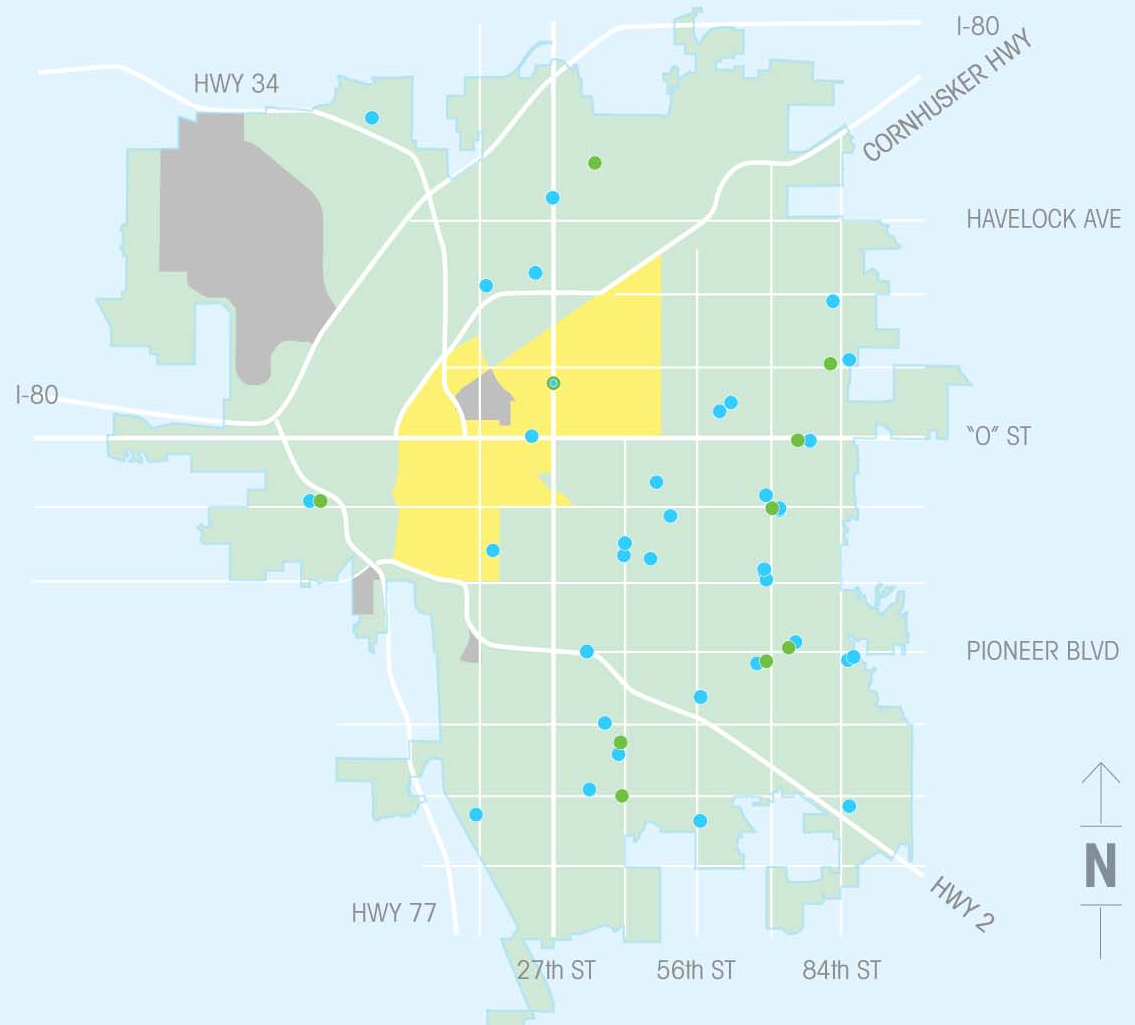 I-80
CORNHUSKER HWY
HWY 34
HAVELOCK AVE
I-80
"O" ST
PIONEER BLVD
N
HWY 2
HWY 77
27th ST
56th ST
84th ST